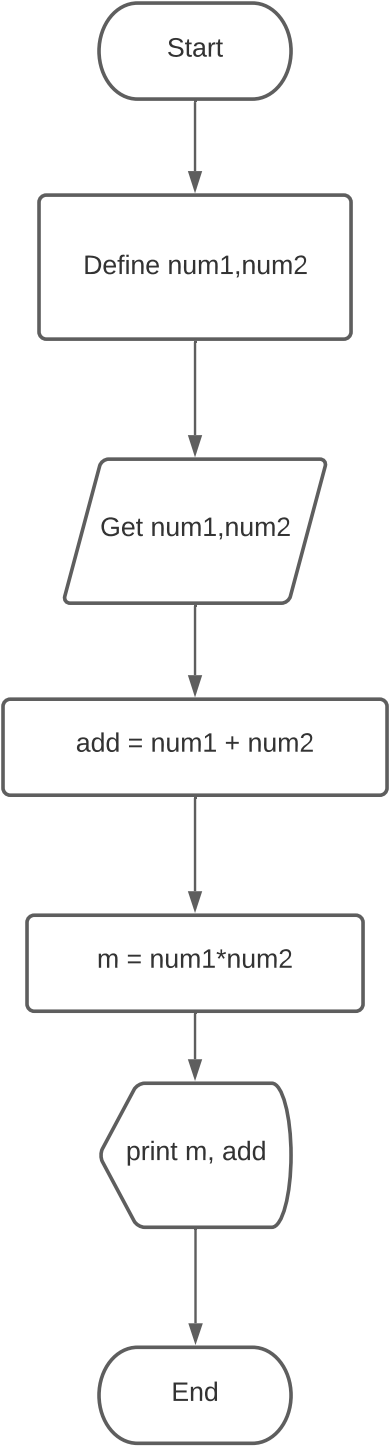 Start
Define num1,num2
Get num1,num2
add = num1 + num2
m = num1*num2
print m, add
End